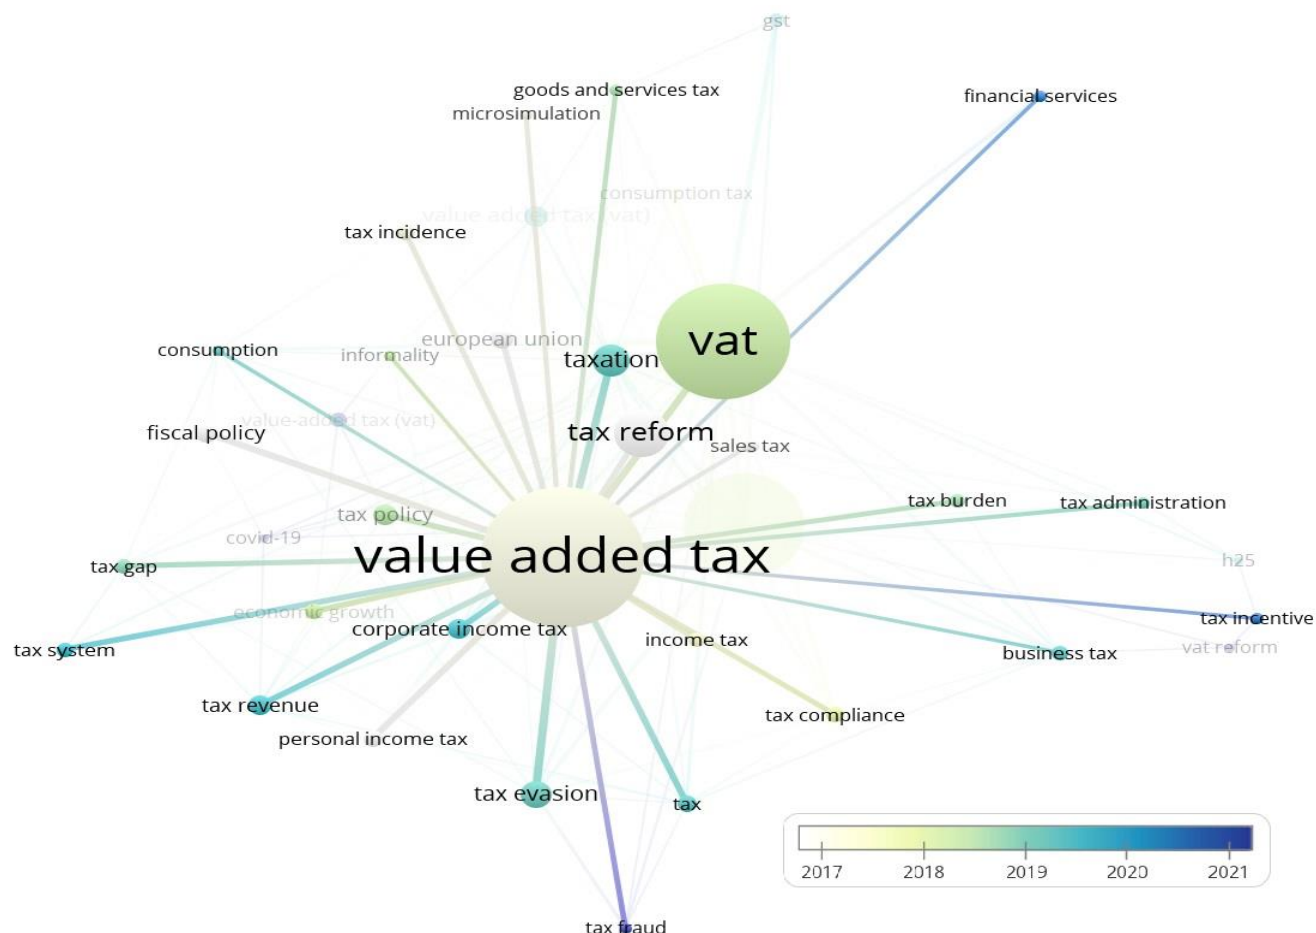 gst
goods and services tax
financial services
microsimulation
consumption tax
value added tax (vat)
tax incidence
european union
vat
consumption
informality
taxation
value-added tax (vat)
fiscal policy
tax reform
sales tax
tax burden
tax administration
tax policy
covid-19
value added tax
h25
tax gap
economic growth
tax incentive
corporate income tax
income tax
tax system
business tax
vat reform
tax revenue
tax compliance
personal income tax
tax evasion
tax
2017 2018 2019 2020 2021
tax fraud